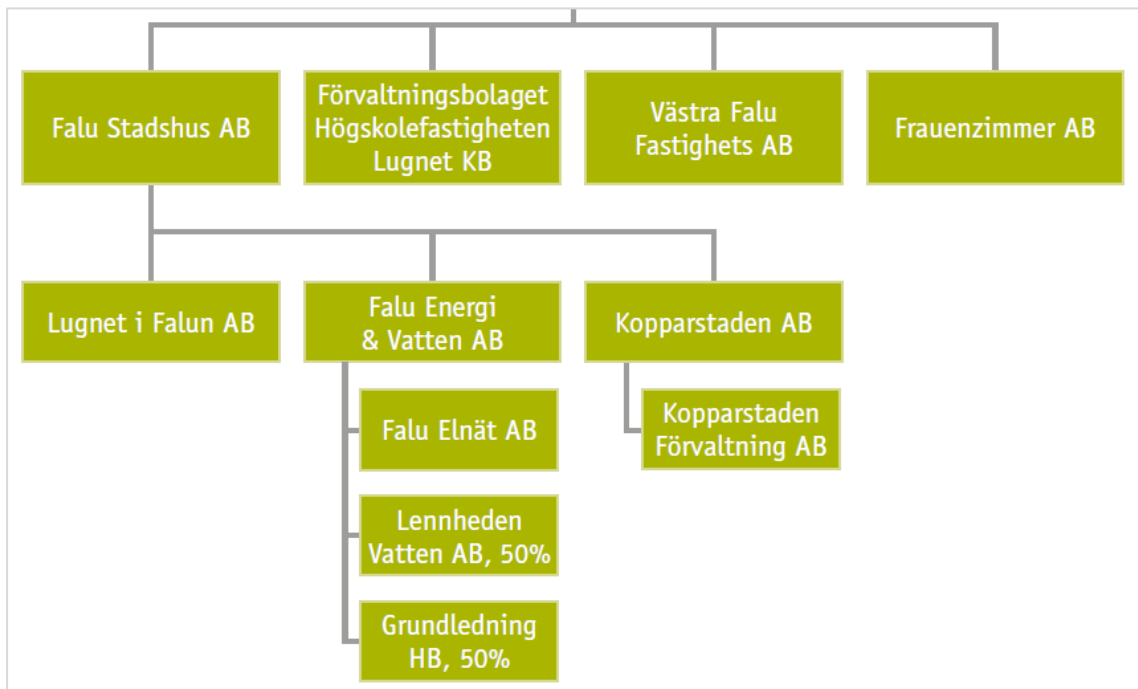 Falu Stadshus AB
Förvaltningsbolaget
Högskolefastigheten
Lugnet KB
Västra Falu
Fastighets AB
Frauenzimmer AB
Lugnet i Falun AB
Falu Energi
& Vatten AB
Kopparstaden AB
Falu Elnät AB
Kopparstaden
Förvaltning AB
Lennheden
Vatten AB, 50%
Grundledning
HB, 50%